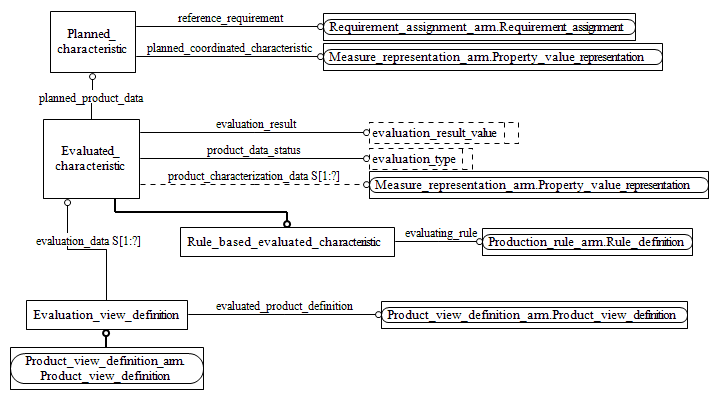 reference_requirement
Planned_
characteristic
Requirement_assignment_arm.Requirement_assignment
planned_coordinated_characteristic
Measure_representation_arm.Property_value_representation
planned_product_data
evaluation_result
evaluation_result_value
Evaluated_
characteristic
product_data_status
evaluation_type
product_characterization_data S[1:?]
Measure_representation_arm.Property_value_representation
evaluation_data S[1:?]
Rule_based_evaluated_characteristic
evaluating_rule
Production_rule_arm.Rule_definition
Evaluation_view_definition
evaluated_product_definition
Product_view_definition_arm.Product_view_definition
Product_view_definition_arm.
Product_view_definition